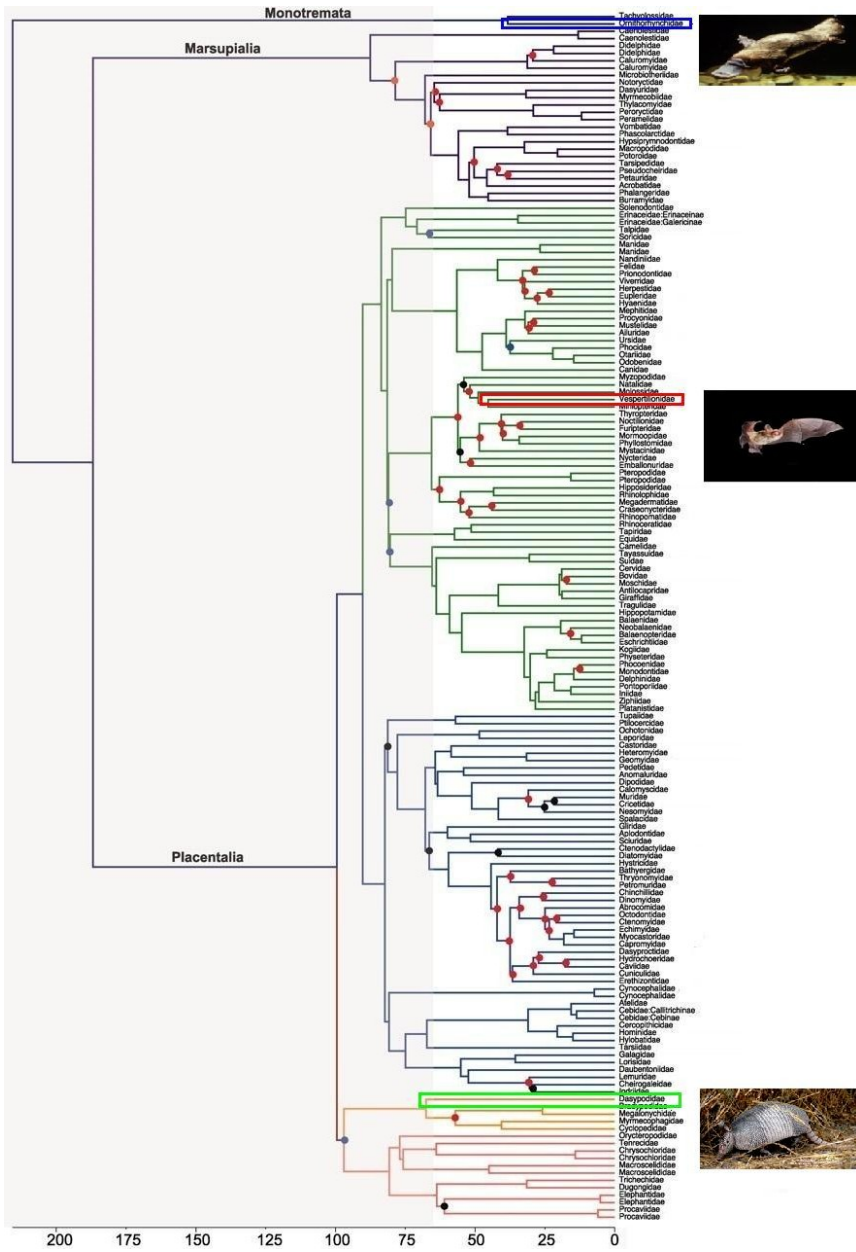 Monotremata
Tachyglossidae
Ornithorhynchidae
Caenolestidae
Caenolestidae
Marsupialia
Didelphidae
Didelphidae
Caluromyidae
Caluromyidae
Microbiotheriidae
Notoryctidae
Dasyuridae
Myrmecobiidae
Thylacomyidae
Peroryctidae
Peramelidae
Vombatidae
Phascolarctidae
Hypsiprymnodontidae
Macropodidae
Potoroidae
Tarsipedidae
Pseudocheiridae
Petauridae
Acrobatidae
Phalangeridae
Burramyidae
Solenodontidae
Erinaceidae:Erinaceinae
Erinaceidae:Galericinae
Talpidae
Soricidae
Manidae
Manidae
Nandiniidae
Felidae
Prionodontidae
Viverridae
Herpestidae
Eupleridae
Hyaenidae
Mephitidae
Procyonidae
Mustelidae
Ailuridae
Ursidae
Phocidae
Otariidae
Odobenidae
Canidae
Myzopodidae
Natalidae
Molossidae
Vespertilionidae
Miniopteridae
Thyropteridae
Noctilionidae
Furipteridae
Mormoopidae
Phyllostomidae
Mystacinidae
Nycteridae
Emballonuridae
Pteropodidae
Pteropodidae
Hipposideridae
Rhinolophidae
Megadermatidae
Craseonycteridae
Rhinopomatidae
Rhinoceratidae
Tapiridae
Equidae
Camelidae
Tayassuidae
Suidae
Cervidae
Bovidae
Moschidae
Antilocapridae
Giraffidae
Tragulidae
Hippopotamidae
Balaenidae
Neobalaenidae
Balaenopteridae
Eschrichtiidae
Kogiidae
Physeteridae
Phocoenidae
Monodontidae
Delphinidae
Pontoporiidae
Iniidae
Ziphiidae
Platanistidae
Tupaiidae
Ptilocercidae
Ochotonidae
Leporidae
Castoridae
Heteromyidae
Geomyidae
Pedetidae
Anomaluridae
Dipodidae
Calomyscidae
Muridae
Cricetidae
Nesomyidae
Spalacidae
Gliridae
Aplodontidae
Sciuridae
Ctenodactylidae
Diatomyidae
Placentalia
Hystricidae
Bathyergidae
Thryonomyidae
Petromuridae
Chinchillidae
Dinomyidae
Abrocomidae
Octodontidae
Ctenomyidae
Echimyidae
Myocastoridae
Capromyidae
Dasyproctidae
Hydrochoeridae
Caviidae
Cuniculidae
Erethizontidae
Cynocephalidae
Cynocephalidae
Atelidae
Cebidae:Callitrichinae
Cebidae:Cebinae
Cercopithicidae
Hominidae
Hylobatidae
Tarsiidae
Galagidae
Lorisidae
Daubentoniidae
Lemuridae
Cheirogaleidae
Indriidae
Dasypodidae
Bradypodidae
Megalonychidae
Myrmecophagidae
Cyclopedidae
Orycteropodidae
Tenrecidae
Chrysochloridae
Chrysochloridae
Macroscelididae
Macroscelididae
Trichechidae
Dugongidae
Elephantidae
Elephantidae
Procaviidae
Procaviidae
200 175 150 125 100 75 50 25 0